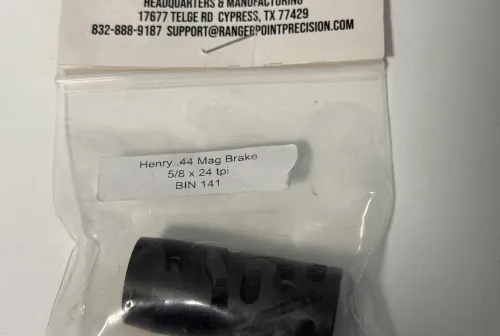 HEADQUARTERS & MANUFACTURING
17677 TELGE RD CYPRESS, TX 77429
832-888-9187 SUPPORT@RANGERPOINTPRECISION.COM
Henry .44 Mag Brake
5/8 x 24 tpi
BIN 141